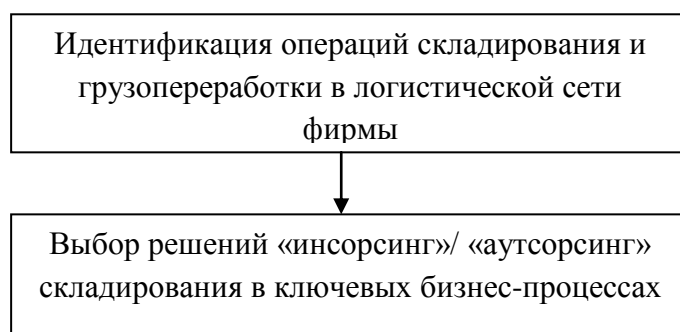 Идентификация операций складирования и
грузопереработки в логистической сети
фирмы
Выбор решений «инсорсинг»/ «аутсорсинг»
складирования в ключевых бизнес-процессах